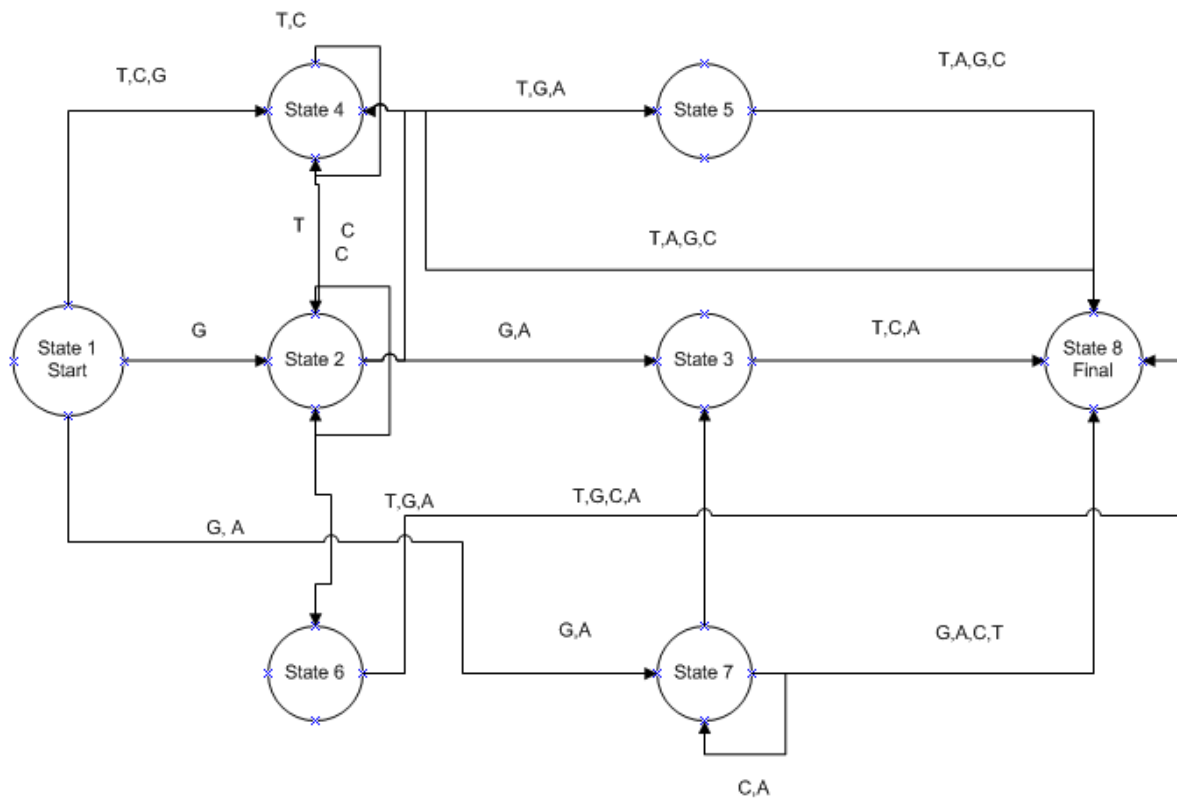 T,C
T,C,G
T,G,A
T,A,G,C
State 4
State 5
T
C
C
T,A,G,C
G
G,A
T,C,A
State 1
Start
State 2
State 3
State 8
Final
T,G,A
T,G,C,A
G, A
G,A
G,A,C,T
State 6
State 7
C,A